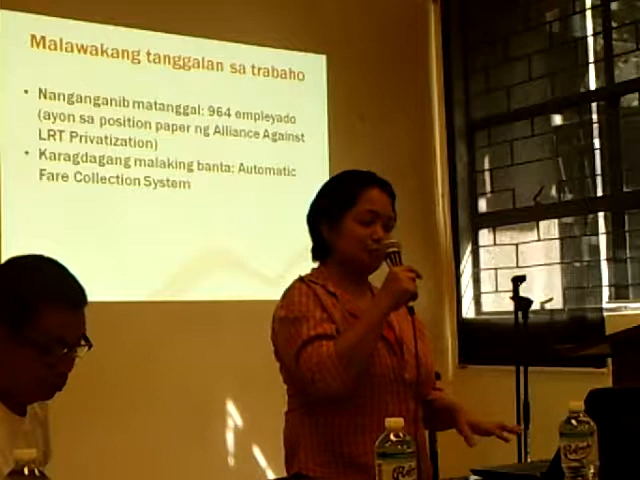 Malawakang tanggalan sa trabaho
• Nanganganib matanggal: 964 empleyado
(ayon sa position paper ng Alliance Against
LRT Privatization)
• Karagdagang malaking banta: Automatic
Fare Collection System